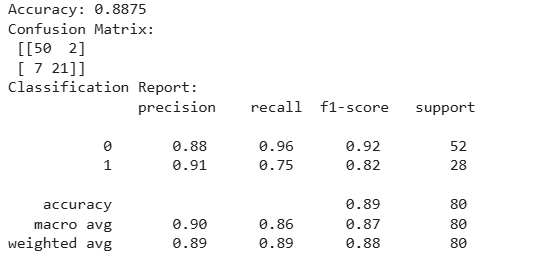 Accuracy: 0.8875
Confusion Matrix:
[[50  2]
[ 7 21]]
Classification Report:
precision    recall  f1-score   support
0       0.88      0.96      0.92        52
1       0.91      0.75      0.82        28
accuracy                           0.89        80
macro avg       0.90      0.86      0.87        80
weighted avg       0.89      0.89      0.88        80